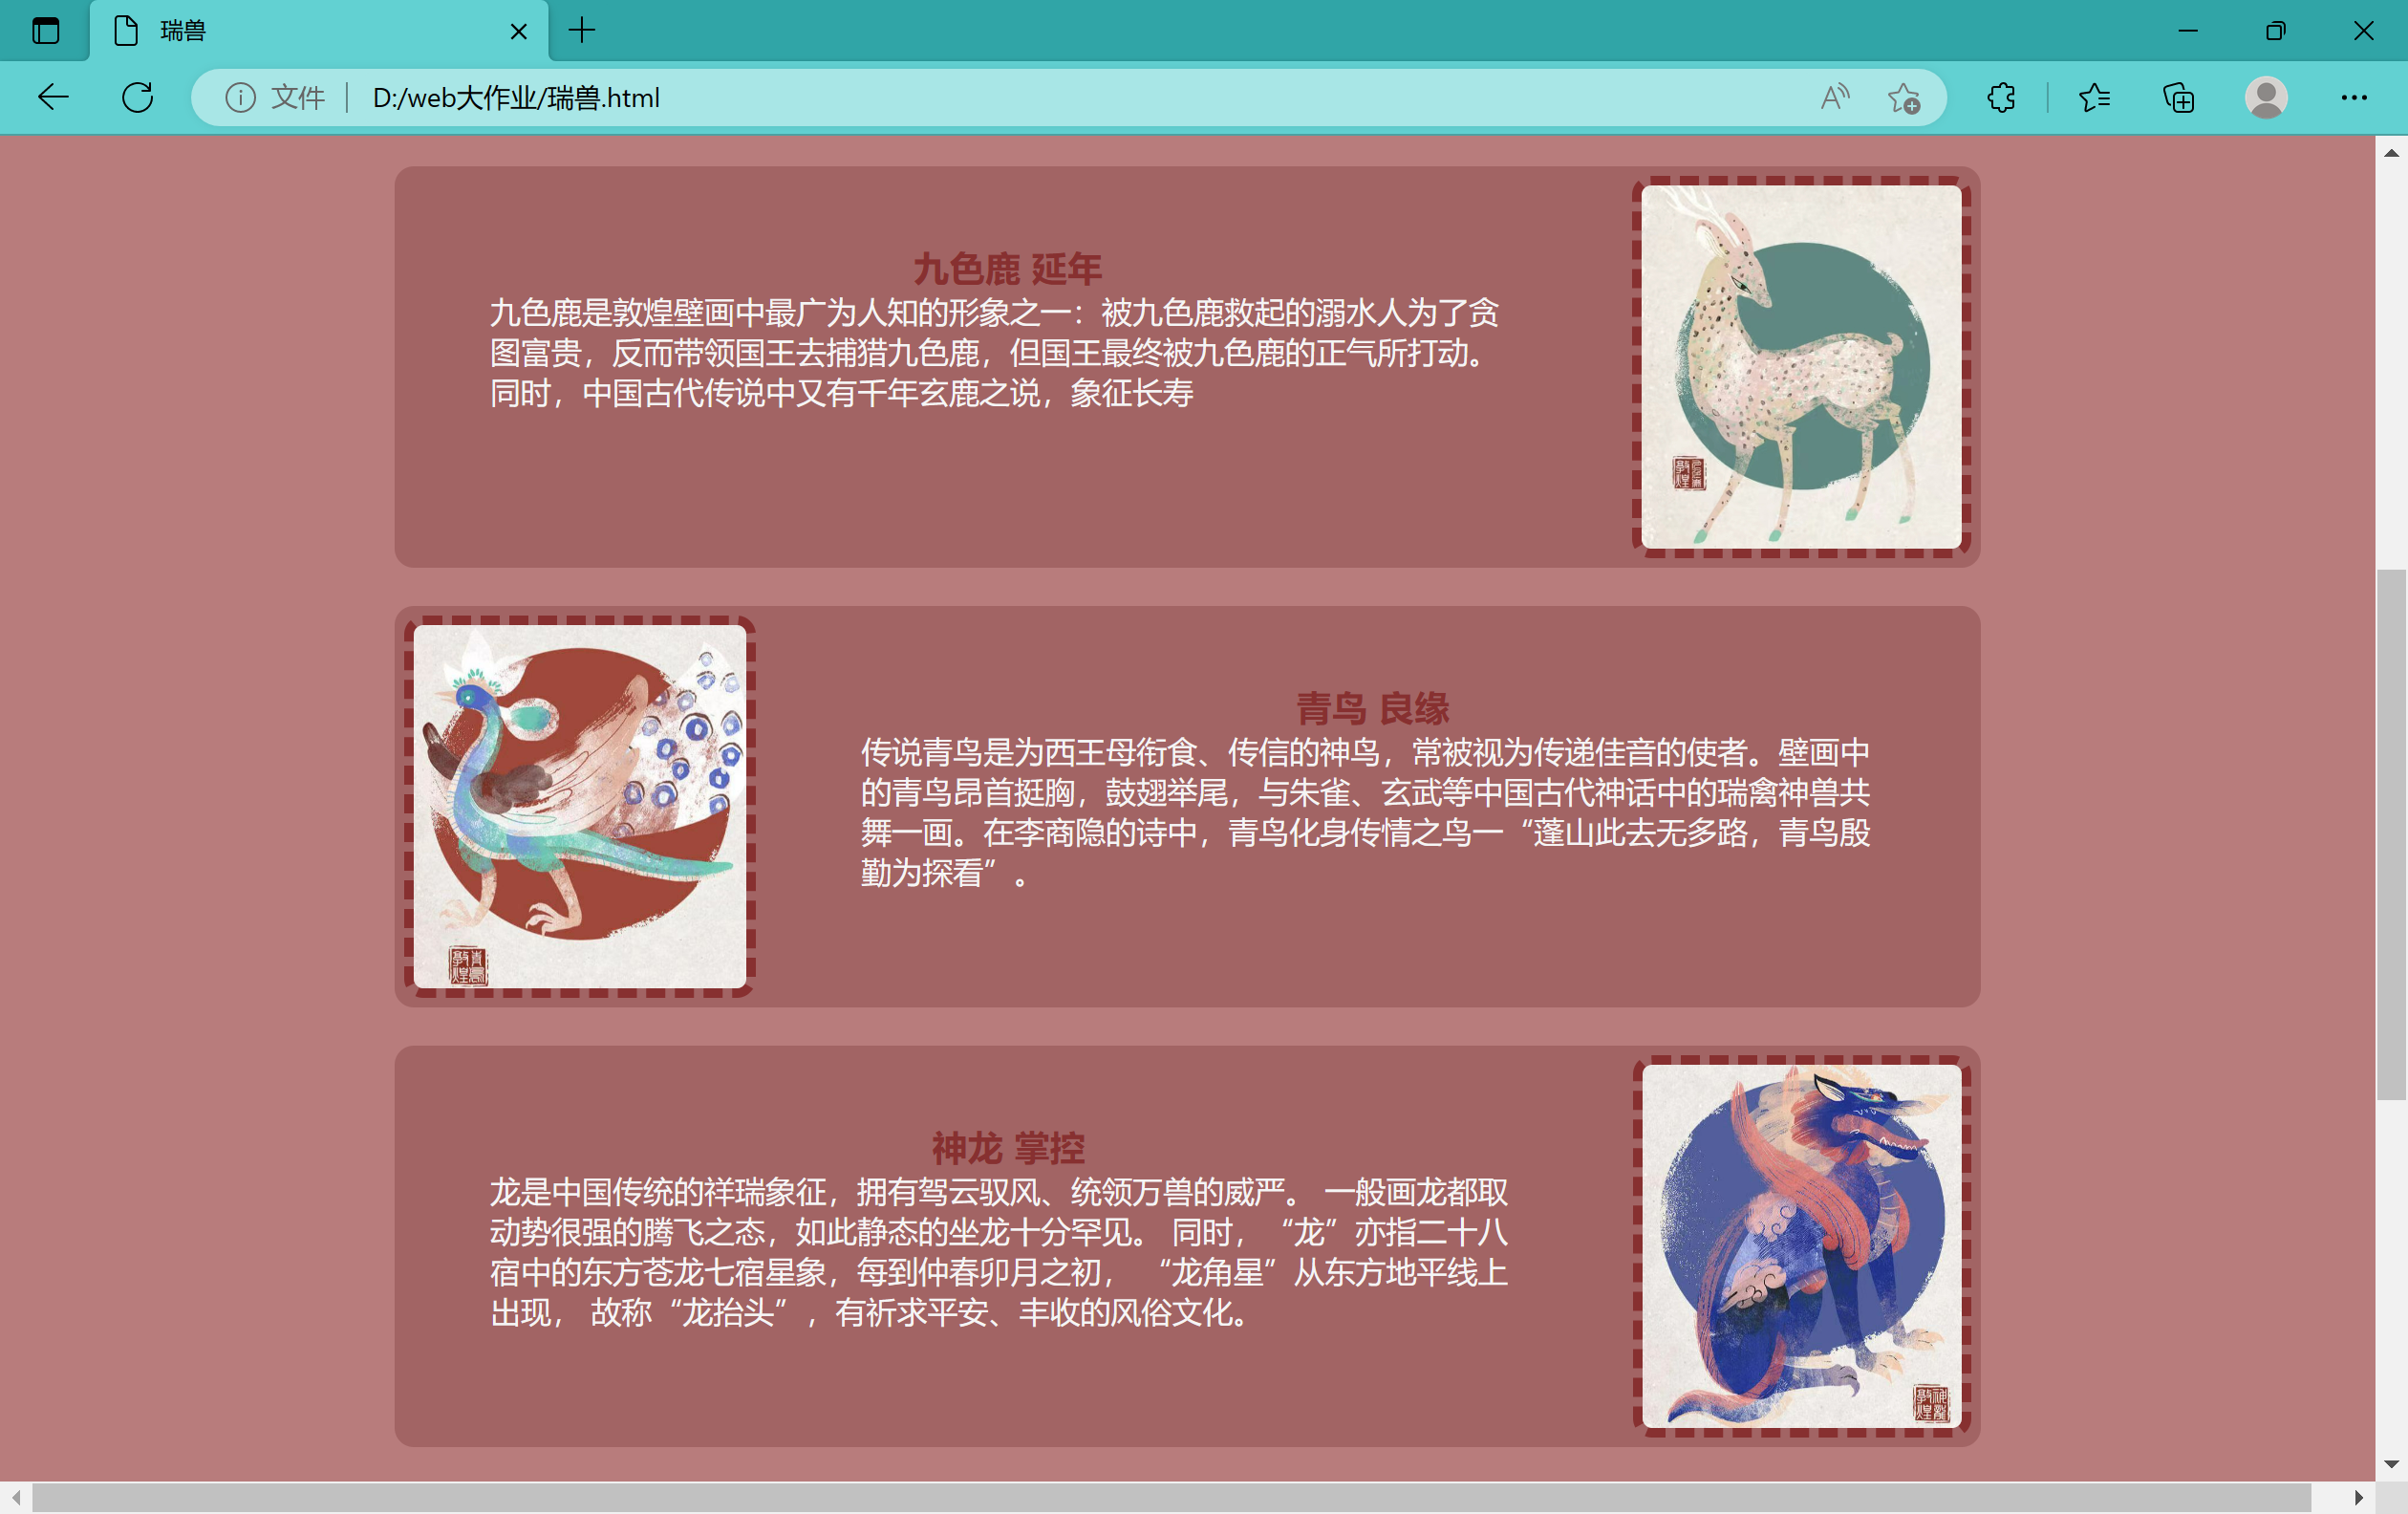 瑞兽
文件
D:/web大作业/瑞兽.html
九色鹿 延年
九色鹿是敦煌壁画中最广为人知的形象之一：被九色鹿救起的溺水人为了贪
图富贵，反而带领国王去捕猎九色鹿，但国王最终被九色鹿的正气所打动。
同时，中国古代传说中又有千年玄鹿之说，象征长寿
青鸟 良缘
传说青鸟是为西王母衔食、传信的神鸟，常被视为传递佳音的使者。壁画中
的青鸟昂首挺胸，鼓翅举尾，与朱雀、玄武等中国古代神话中的瑞禽神兽共
舞一画。在李商隐的诗中，青鸟化身传情之鸟一“蓬山此去无多路，青鸟殷
勤为探看”。
神龙 掌控
龙是中国传统的祥瑞象征，拥有驾云驭风、统领万兽的威严。 一般画龙都取
动势很强的腾飞之态，如此静态的坐龙十分罕见。 同时，“龙”亦指二十八
宿中的东方苍龙七宿星象，每到仲春卯月之初， “龙角星”从东方地平线上
出现， 故称“龙抬头”，有祈求平安、丰收的风俗文化。